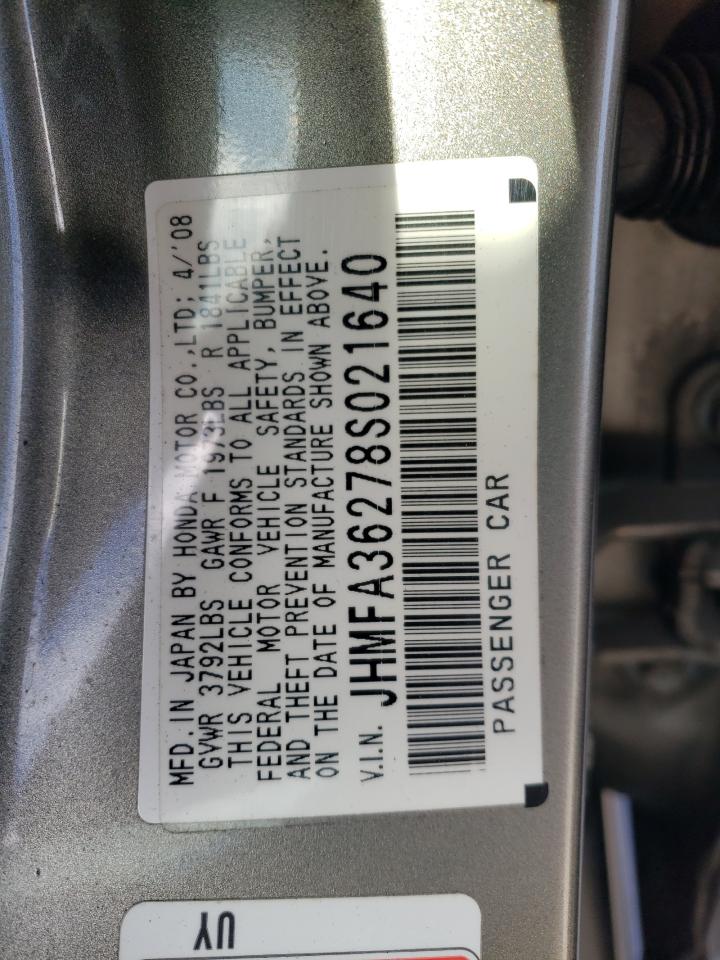 MFD. IN JAPAN BY HONDA MOTOR CO.,LTD; 4/'08
GVWR 3792LBS GAWR F 1973LBS R 1841LBS
THIS VEHICLE CONFORMS TO ALL APPLICABLE
FEDERAL MOTOR VEHICLE SAFETY, BUMPER,
AND THEFT PREVENTION STANDARDS IN EFFECT
ON THE DATE OF MANUFACTURE SHOWN ABOVE.
V.I.N. JHMFA36278S021640
PASSENGER CAR
UY